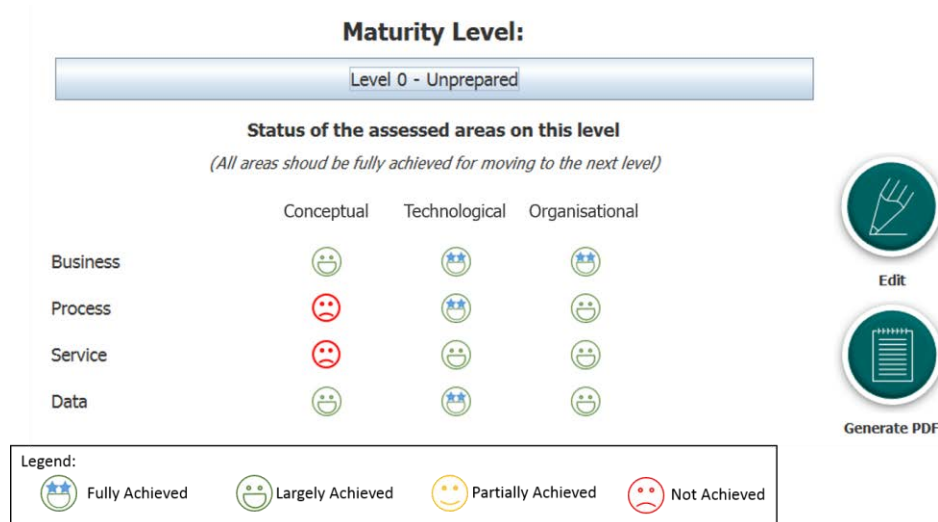 Maturity Level:
Level 0 - Unprepared
Status of the assessed areas on this level
(All areas shoud be fully achieved for moving to the next level)
Conceptual Technological Organisational
Business
Process
Service
Data
Edit
Generate PDF
Legend:
Fully Achieved Largely Achieved Partially Achieved Not Achieved